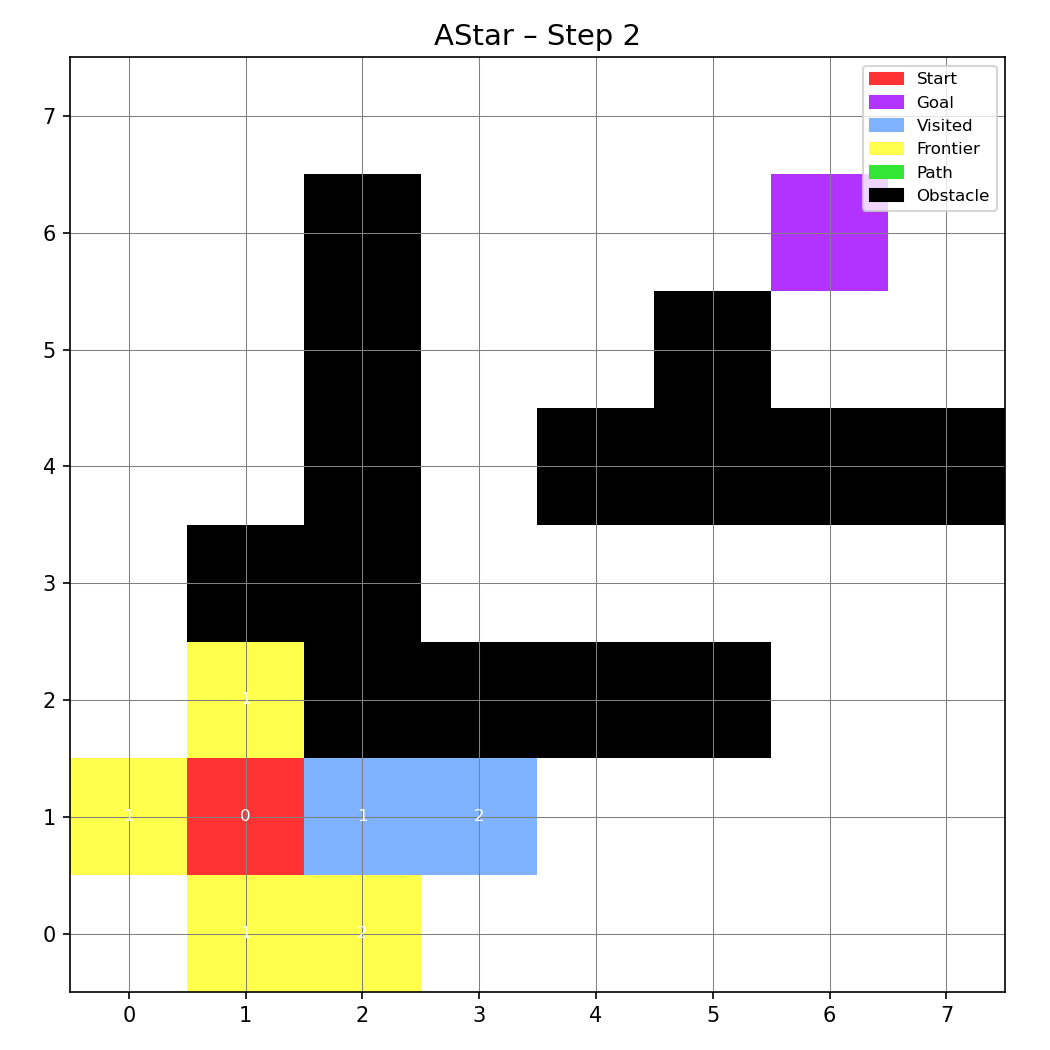 AStar – Step 2
Start
Goal
Visited
Frontier
Path
Obstacle
7
6
5
4
3
2
1
0
1
1 0 1 2
1 2
0 1 2 3 4 5 6 7